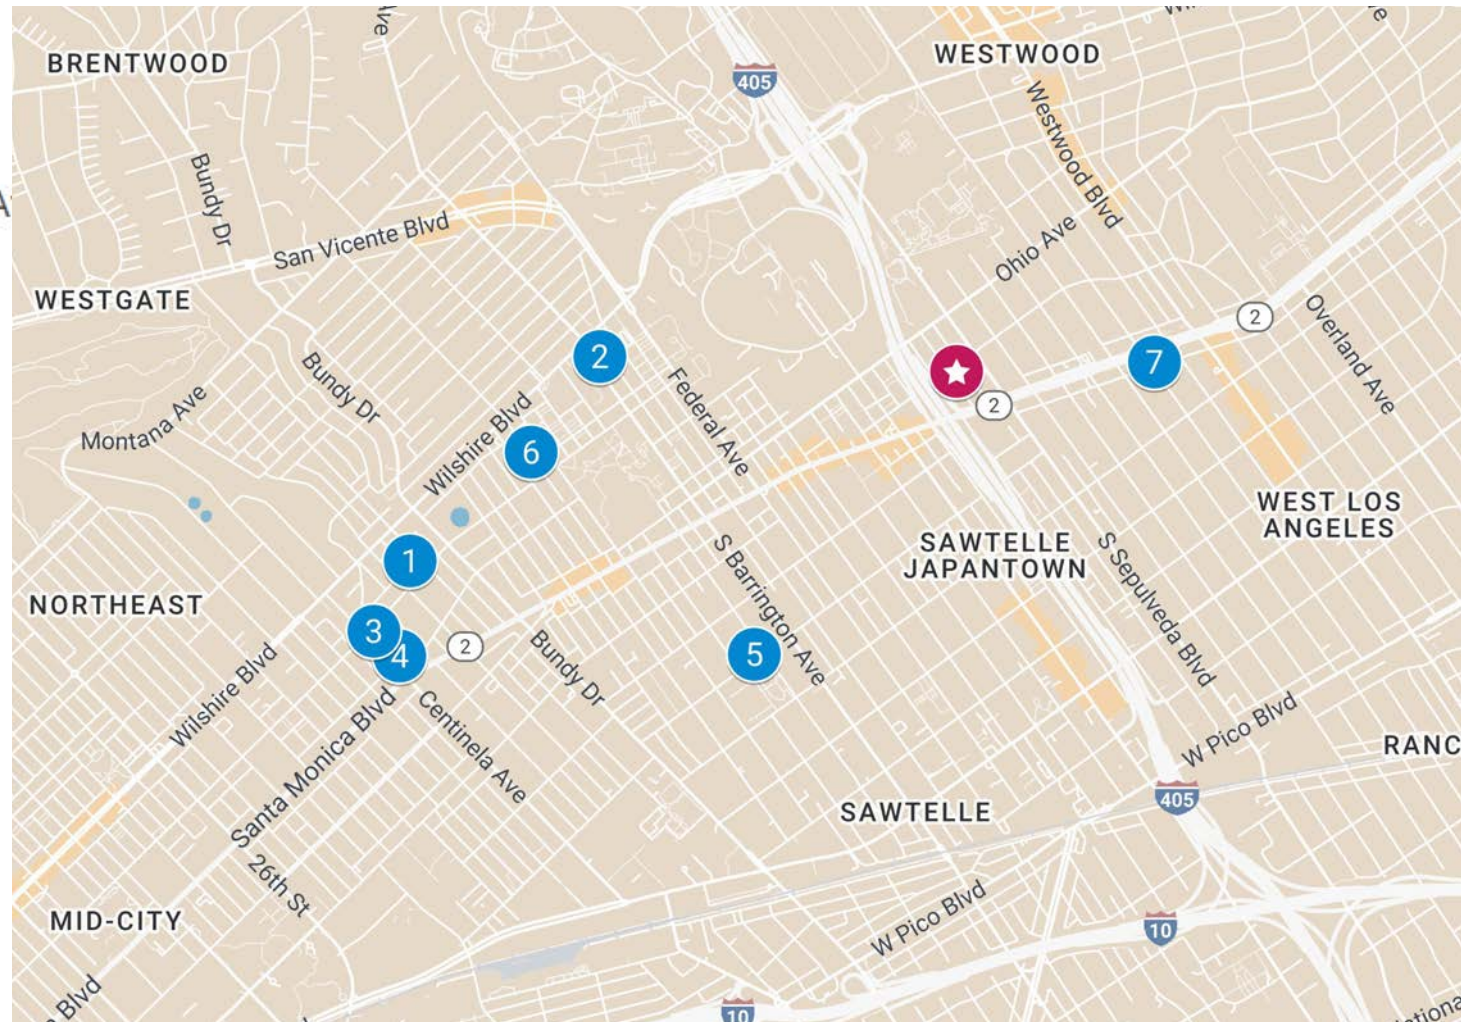 BRENTWOOD
WESTWOOD
405
Ave
Westwood Blvd
Bundy Dr
San Vicente Blvd
Ohio Ave
WESTGATE
2
Overland Ave
2
7
Bundy Dr
Federal Ave
2
Montana Ave
Wilshire Blvd
6
WEST LOS
ANGELES
1
SAWTELLE
JAPANTOWN
S Barrington Ave
S Sepulveda Blvd
NORTHEAST
3
4
2
5
Bundy Dr
Wilshire Blvd
Santa Monica Blvd
Centinela Ave
W Pico Blvd
RANC
405
SAWTELLE
S 26th St
MID-CITY
W Pico Blvd
10
Blvd
10